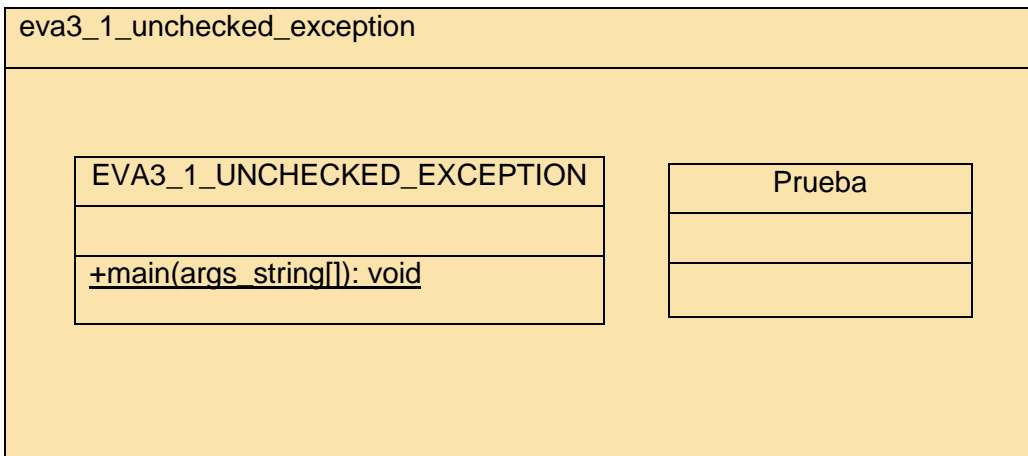 eva3_1_unchecked_exception
EVA3_1_UNCHECKED_EXCEPTION
+main(args_string[]): void
Prueba